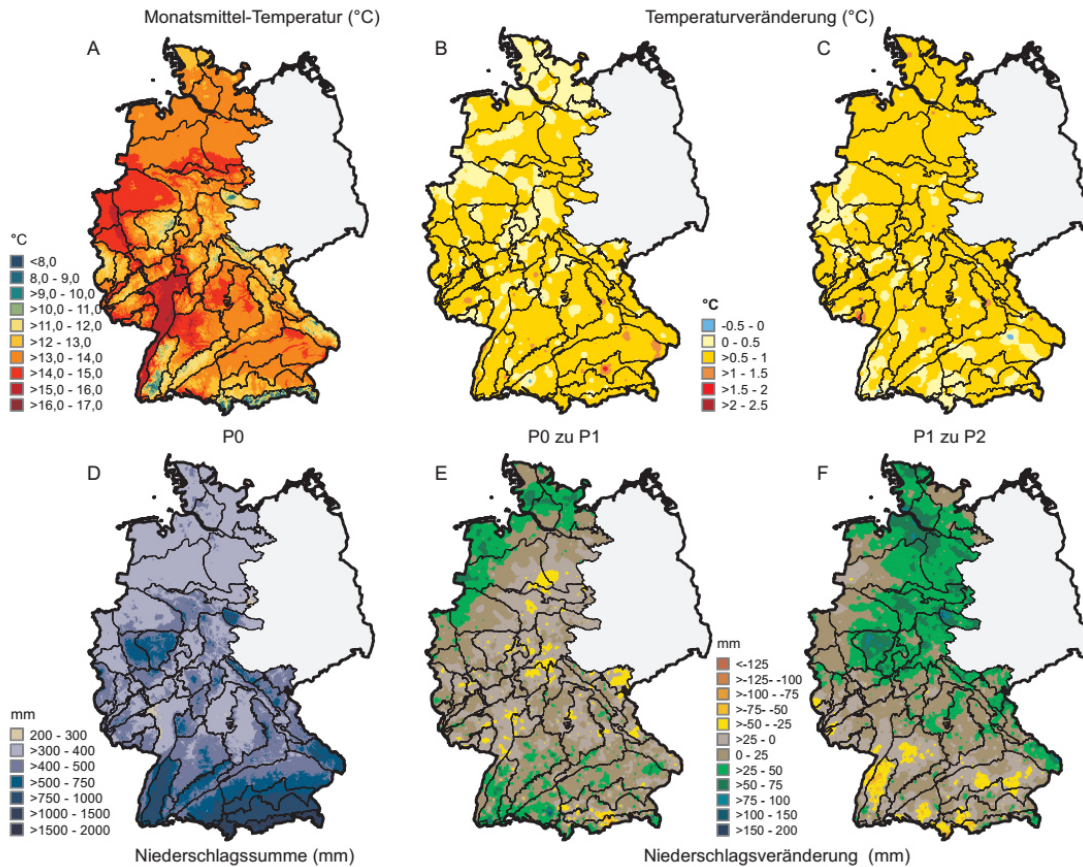 Monatsmittel-Temperatur (°C)
Temperaturveränderung (°C)
A
B
C
°C
<8,0
8,0 - 9,0
>9,0 - 10,0
>10,0 - 11,0
>11,0 - 12,0
>12 - 13,0
>13,0 - 14,0
>14,0 - 15,0
>15,0 - 16,0
>16,0 - 17,0
°C
-0.5 - 0
0 - 0.5
>0.5 - 1
>1 - 1.5
>1.5 - 2
>2 - 2.5
P0
P0 zu P1
P1 zu P2
D
E
F
mm
200 - 300
>300 - 400
>400 - 500
>500 - 750
>750 - 1000
>1000 - 1500
>1500 - 2000
mm
<-125
>-125 - -100
>-100 - -75
>-75 - -50
>-50 - -25
>25 - 0
0 - 25
>25 - 50
>50 - 75
>75 - 100
>100 - 150
>150 - 200
Niederschlagssumme (mm)
Niederschlagsveränderung (mm)